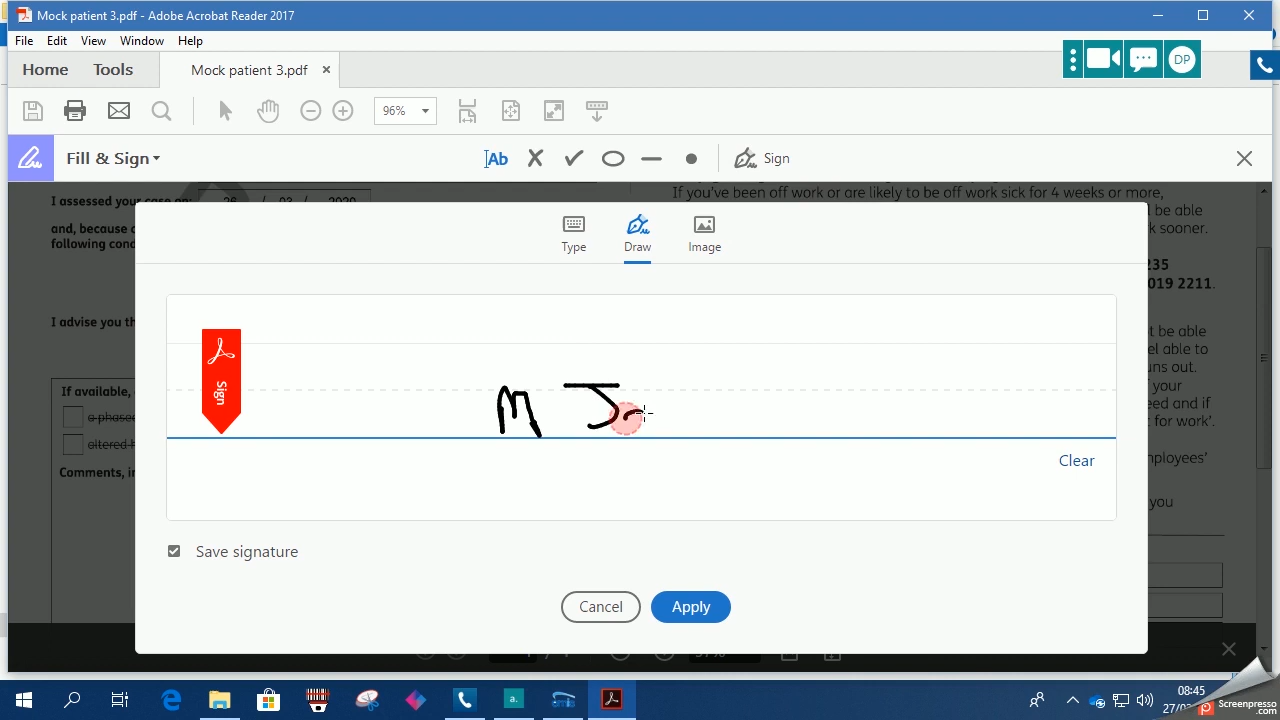 Mock patient 3.pdf - Adobe Acrobat Reader 2017
File Edit View Window Help
Home Tools Mock patient 3.pdf
DP
96%
Fill & Sign Ab Sign
If you've been off work or are likely to be off work sick for 4 weeks or more,
I assessed your case on: 26 / 03 / 2020
l be able
and, because o
k sooner.
following cond
Type Draw Image
235
019 2211.
I advise you th
Sign
t be able
el able to
uns out.
If available,
your
a phased
eed and if
t for work'.
altered h
M J
Clear
ployees'
Comments, in
you
Save signature
Cancel Apply
08:45
27/0
Screenpresso
.com